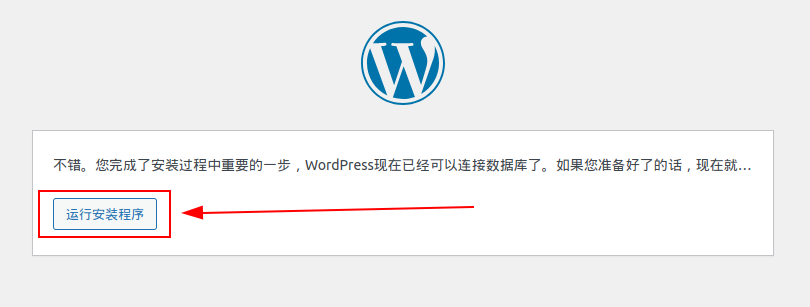 不错。您完成了安装过程中重要的一步，WordPress现在已经可以连接数据库了。如果您准备好了的话，现在就…
运行安装程序